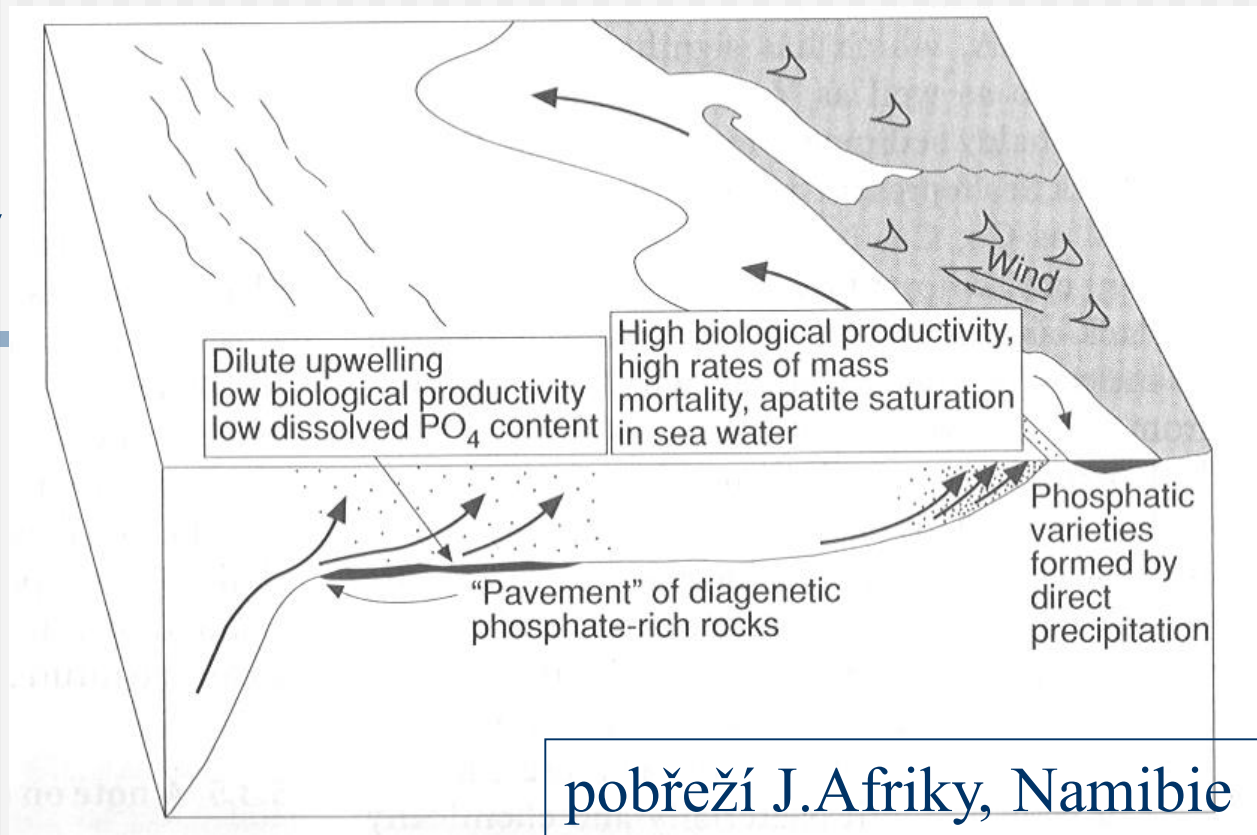 Wind
Dilute upwelling
low biological productivity
low dissolved PO₄ content
High biological productivity,
high rates of mass
mortality, apatite saturation
in sea water
Phosphatic
varieties
formed by
direct
precipitation
“Pavement” of diagenetic
phosphate-rich rocks
pobřeží J.Afriky, Namibie